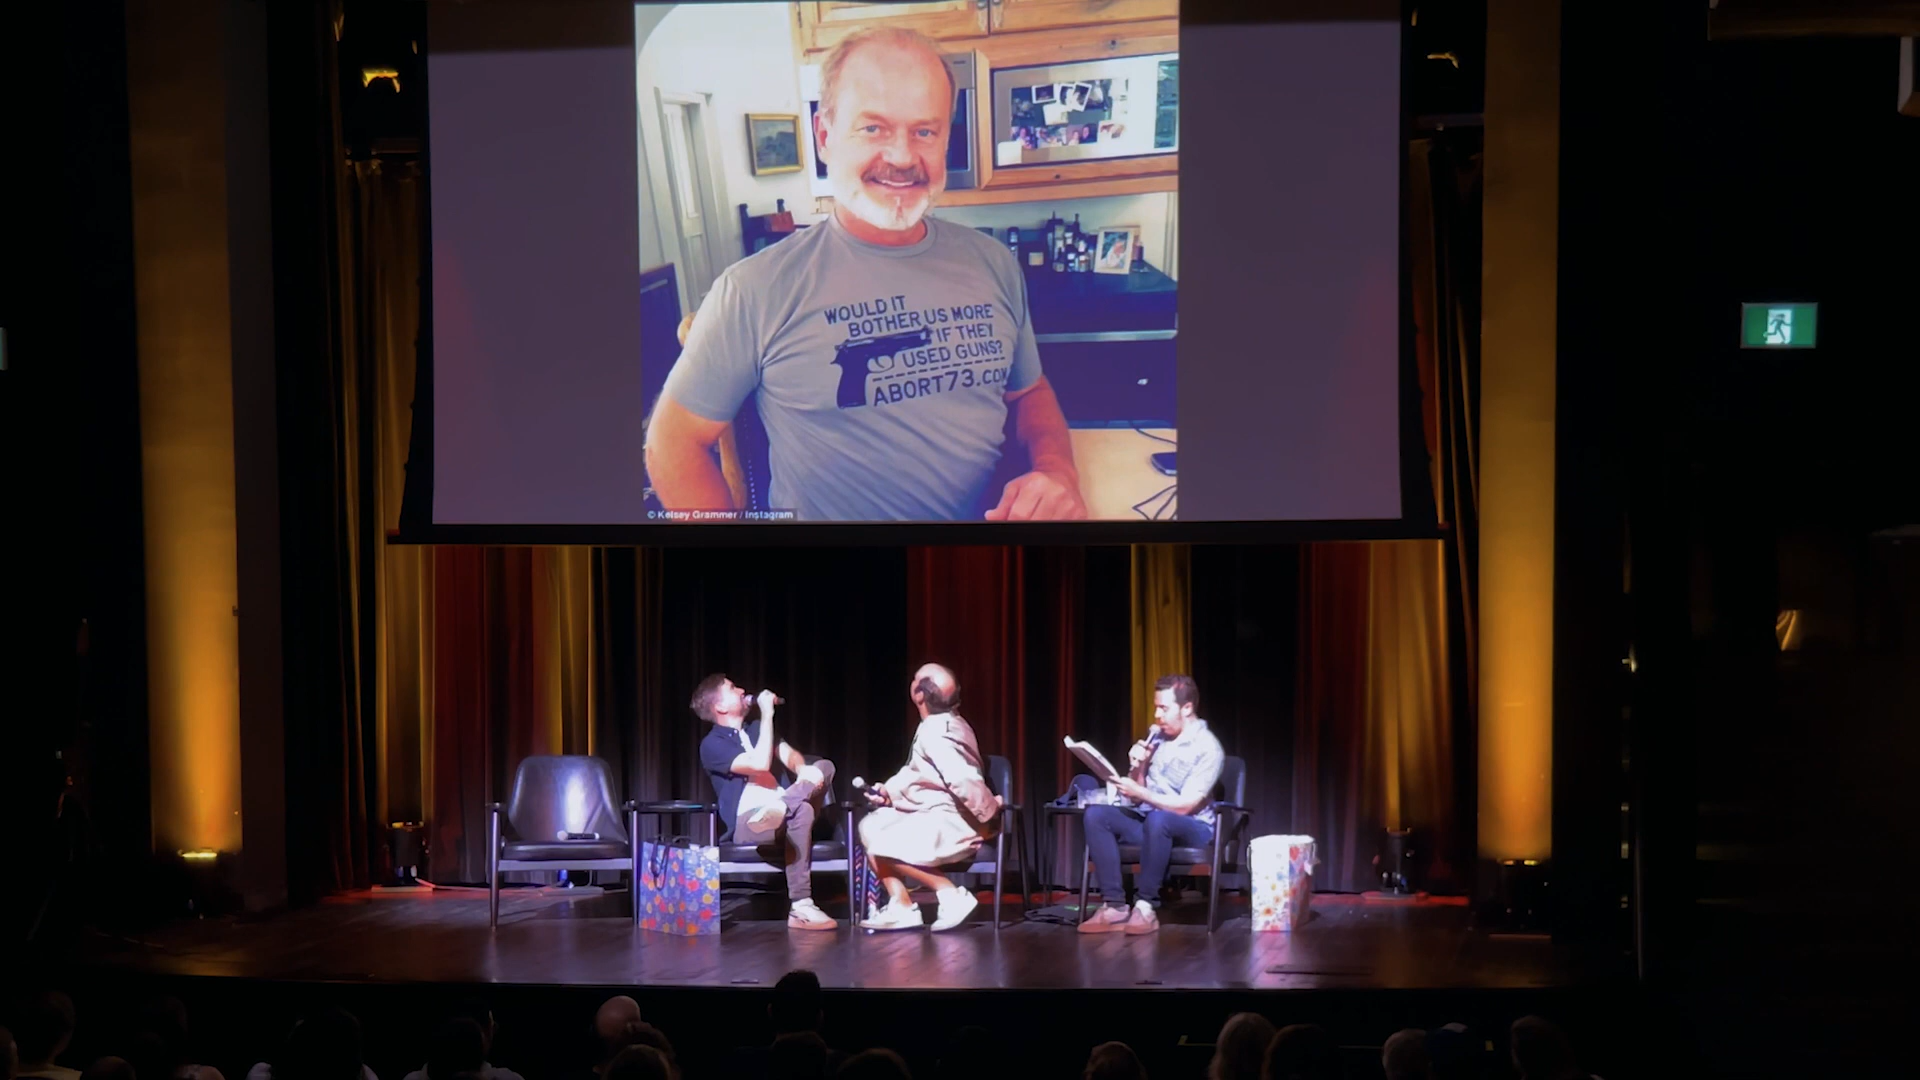 WOULD IT
BOTHER US MORE
IF THEY
USED GUNS?
ABORT73.COM
© Kelsey Grammer / Instagram